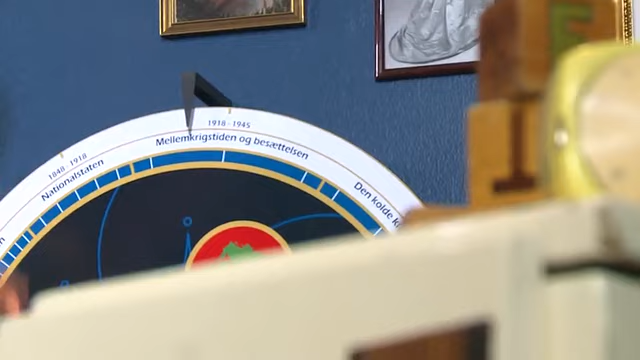 1848 - 1918
Nationalstaten
1918 - 1945
Mellemkrigstiden og besættelsen
Den kolde
I